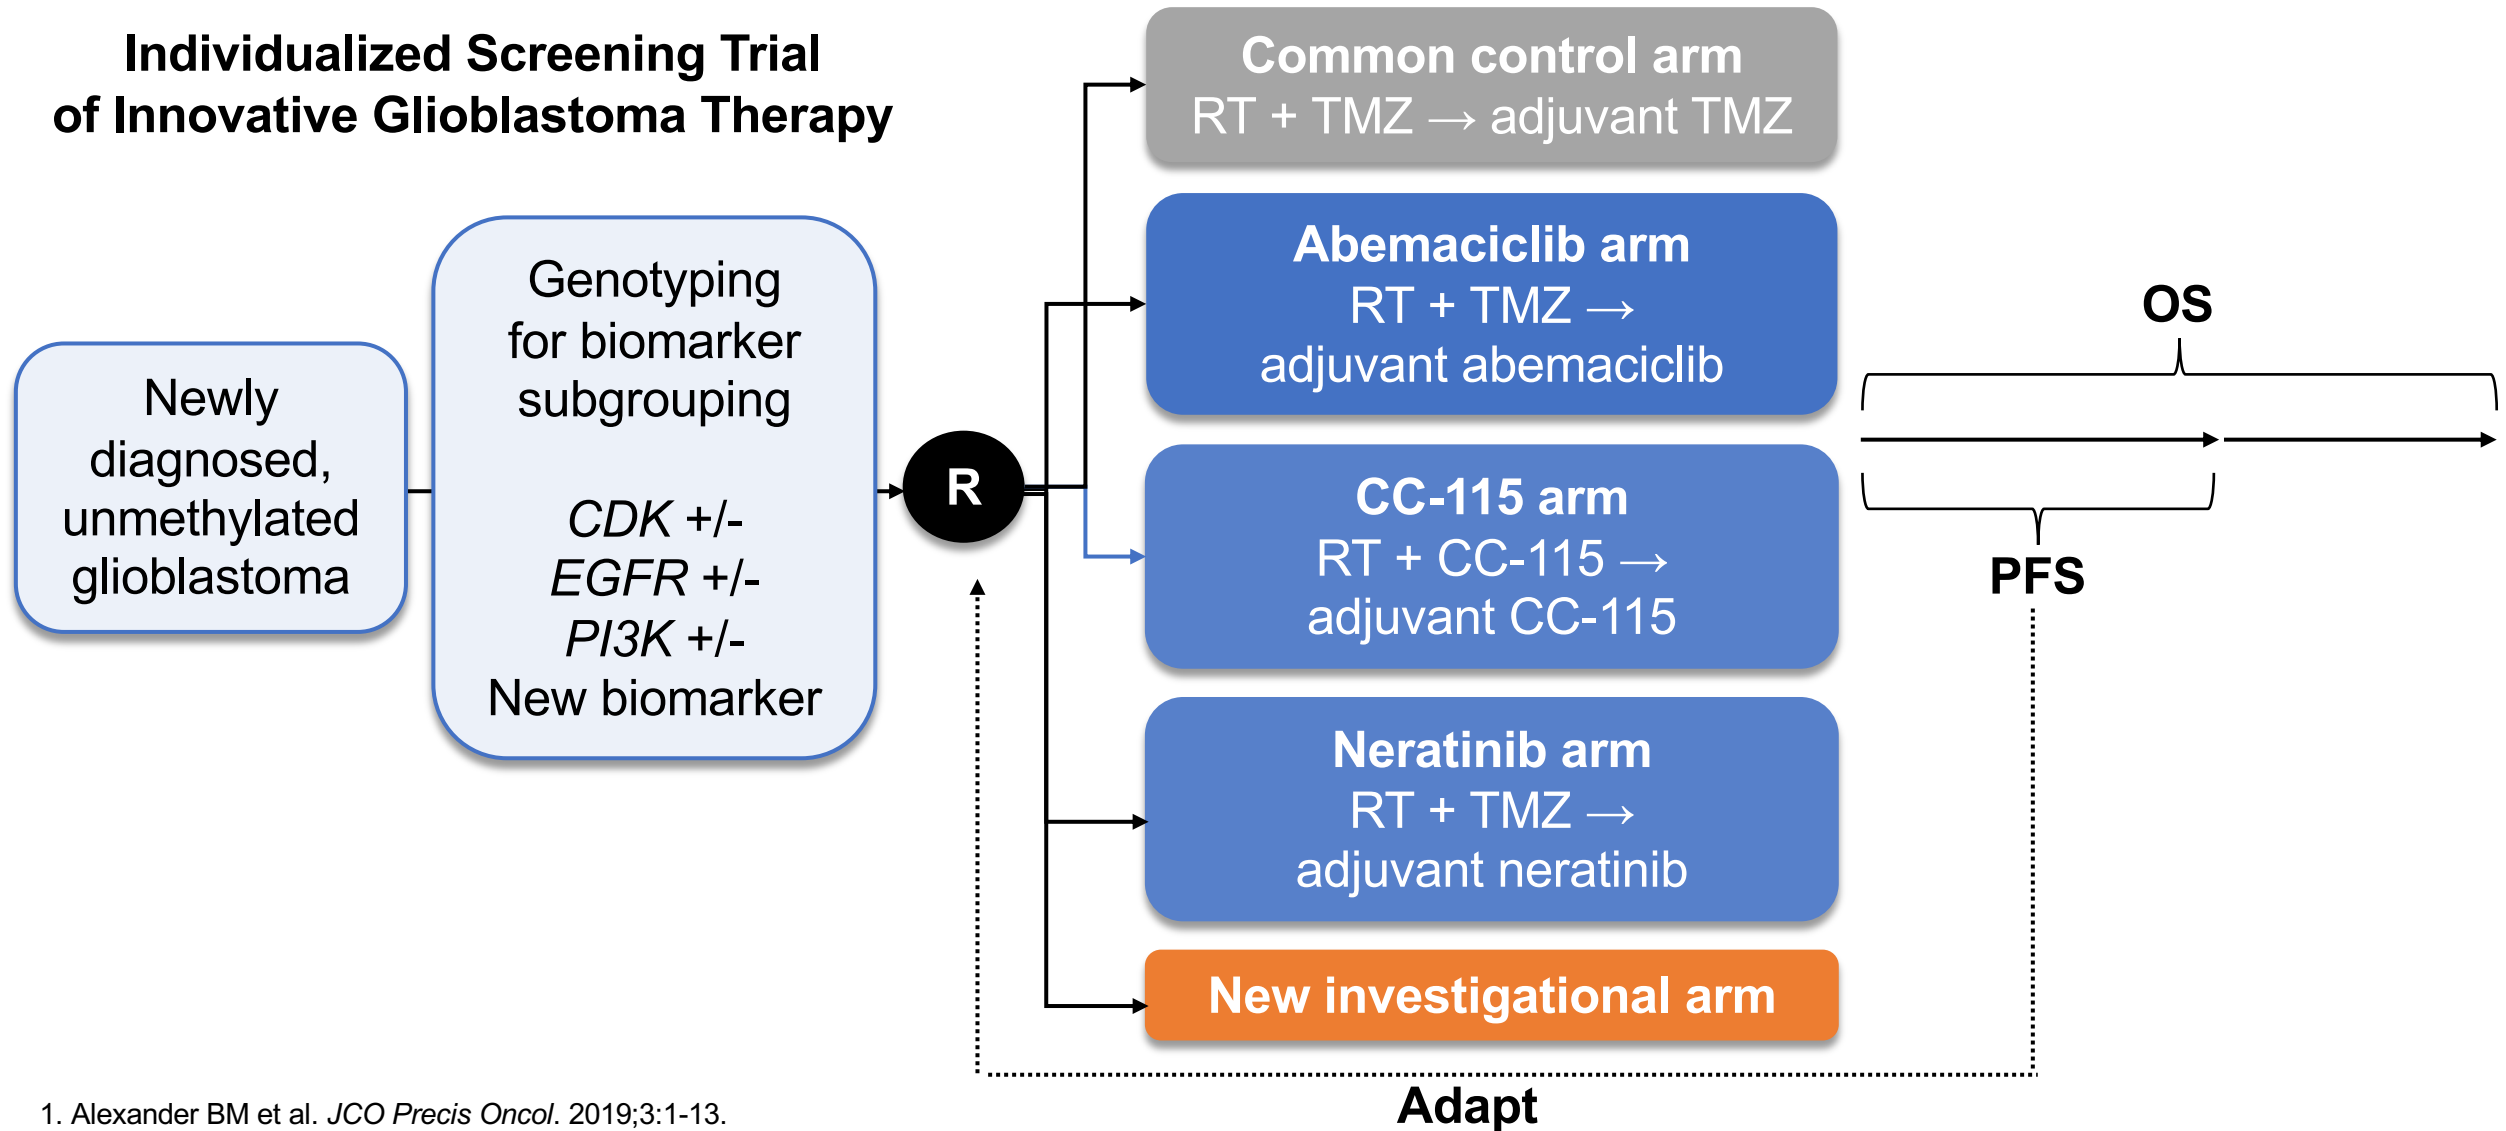 Individualized Screening Trial
of Innovative Glioblastoma Therapy
Newly
diagnosed,
unmethylated
glioblastoma
Genotyping
for biomarker
subgrouping
CDK +/-
EGFR +/-
PI3K +/-
New biomarker
R
Common control arm
RT + TMZ → adjuvant TMZ
Abemaciclib arm
RT + TMZ →
adjuvant abemaciclib
CC-115 arm
RT + CC-115 →
adjuvant CC-115
Neratinib arm
RT + TMZ →
adjuvant neratinib
New investigational arm
OS
PFS
Adapt
1. Alexander BM et al. JCO Precis Oncol. 2019;3:1-13.